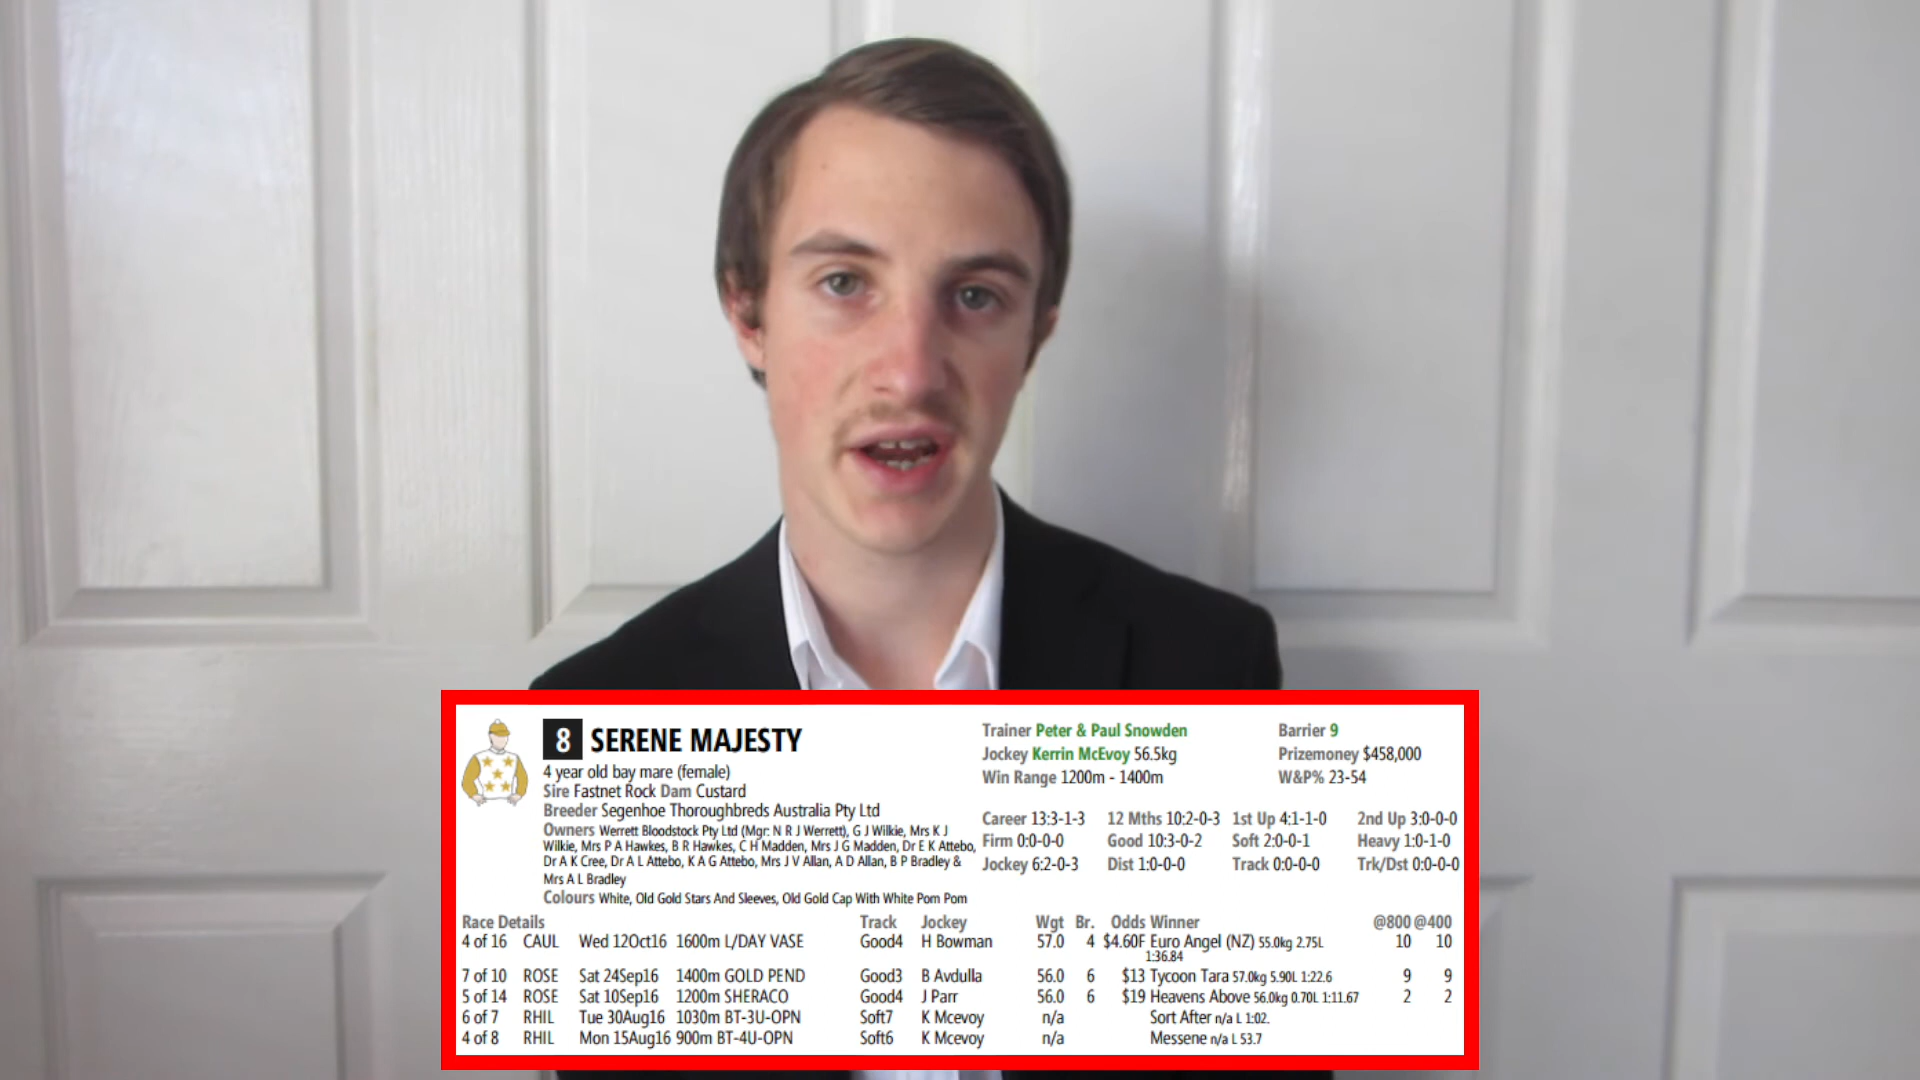 8 SERENE MAJESTY
4 year old bay mare (female)
Sire Fastnet Rock Dam Custard
Breeder Segenhoe Thoroughbreds Australia Pty Ltd
Owners Werrett Bloodstock Pty Ltd (Mgr: N R J Werrett), G J Wilkie, Mrs K J
Wilkie, Mrs P A Hawkes, B R Hawkes, C H Madden, Mrs J G Madden, Dr E K Attebo,
Dr A K Cree, Dr A L Attebo, K A G Attebo, Mrs J V Allan, A D Allan, B P Bradley &
Mrs A L Bradley
Colours White, Old Gold Stars And Sleeves, Old Gold Cap With White Pom Pom
Trainer Peter & Paul Snowden Barrier 9
Jockey Kerrin McEvoy 56.5kg Prizemoney $458,000
Win Range 1200m - 1400m W&P% 23-54
Career 13:3-1-3 12 Mths 10:2-0-3 1st Up 4:1-1-0 2nd Up 3:0-0-0
Firm 0:0-0-0 Good 10:3-0-2 Soft 2:0-0-1 Heavy 1:0-1-0
Jockey 6:2-0-3 Dist 1:0-0-0 Track 0:0-0-0 Trk/Dst 0:0-0-0
Race Details Track Jockey Wgt Br. Odds Winner @800 @400
4 of 16 CAUL Wed 12Oct16 1600m L/DAY VASE Good4 H Bowman 57.0 4 $4.60F Euro Angel (NZ) 55.0kg 2.75L 10 10
1:36.84
7 of 10 ROSE Sat 24Sep16 1400m GOLD PEND Good3 B Avdulla 56.0 6 $13 Tycoon Tara 57.0kg 5.90L 1:22.6 9 9
5 of 14 ROSE Sat 10Sep16 1200m SHERACO Good4 J Parr 56.0 6 $19 Heavens Above 56.0kg 0.70L 1:11.67 2 2
6 of 7 RHIL Tue 30Aug16 1030m BT-3U-OPN Soft7 K Mcevoy n/a Sort After n/a L 1:02.
4 of 8 RHIL Mon 15Aug16 900m BT-4U-OPN Soft6 K Mcevoy n/a Messene n/a L 53.7